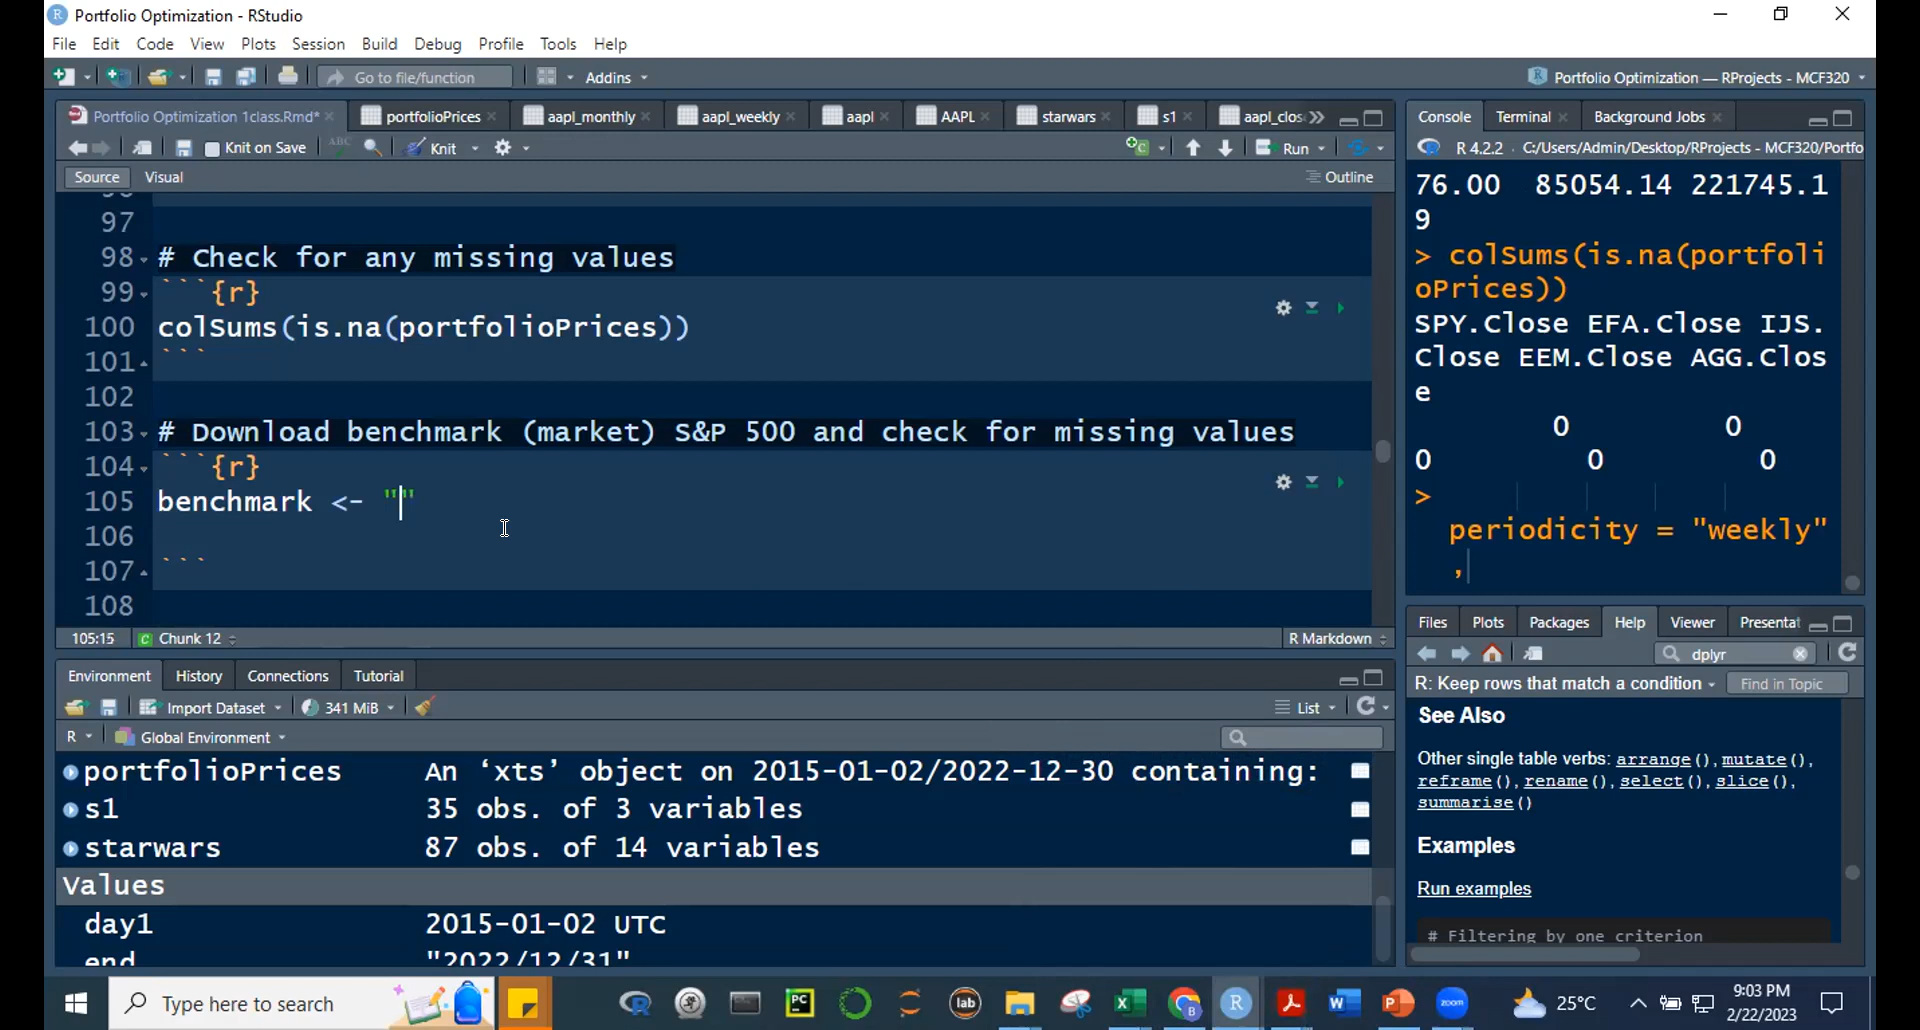 Portfolio Optimization - RStudio
File Edit Code View Plots Session Build Debug Profile Tools Help
Go to file/function Addins Portfolio Optimization — RProjects - MCF320
Portfolio Optimization 1class.Rmd* portfolioPrices aapl_monthly aapl_weekly aapl AAPL starwars s1 aapl_clos
Knit on Save ABC Knit Run
Source Visual Outline
97
98 # Check for any missing values
99 ```{r}
100 colSums(is.na(portfolioPrices))
101 ```
102
103 # Download benchmark (market) S&P 500 and check for missing values
104 ```{r}
105 benchmark <- ""
106
107 ```
108
105:15 Chunk 12 R Markdown
Console Terminal Background Jobs
R 4.2.2 · C:/Users/Admin/Desktop/RProjects - MCF320/Portfo
76.00 85054.14 221745.1
9
> colSums(is.na(portfoli
oPrices))
SPY.Close EFA.Close IJS.
Close EEM.Close AGG.Clos
e
0 0
0 0 0
>
periodicity = "weekly"
,
Environment History Connections Tutorial
Import Dataset 341 MiB List
R Global Environment
portfolioPrices An ‘xts’ object on 2015-01-02/2022-12-30 containing:
s1 35 obs. of 3 variables
starwars 87 obs. of 14 variables
Values
day1 2015-01-02 UTC
end "2022/12/31"
Files Plots Packages Help Viewer Presentat
dplyr
R: Keep rows that match a condition Find in Topic
See Also
Other single table verbs: arrange(), mutate(),
reframe(), rename(), select(), slice(),
summarise()
Examples
Run examples
# Filtering by one criterion
Type here to search PC lab zoom 25°C 9:03 PM
2/22/2023